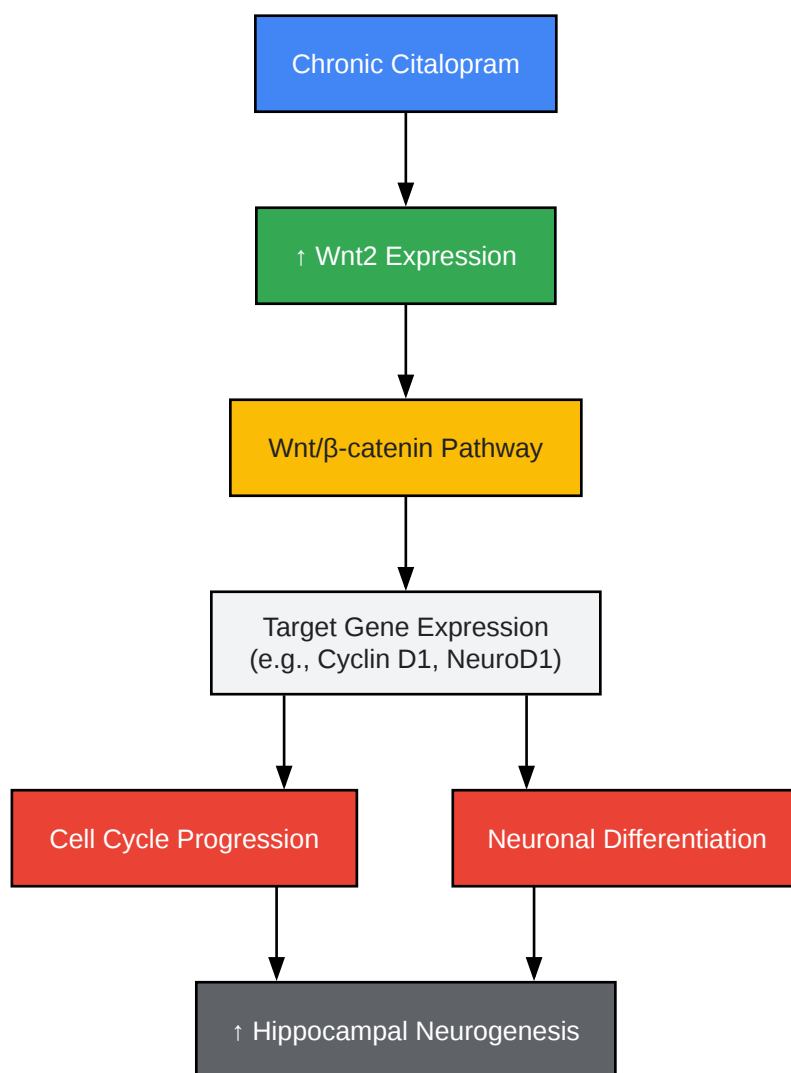 Chronic Citalopram
↑ Wnt2 Expression
Wnt/β-catenin Pathway
Target Gene Expression
(e.g., Cyclin D1, NeuroD1)
Cell Cycle Progression
Neuronal Differentiation
↑ Hippocampal Neurogenesis